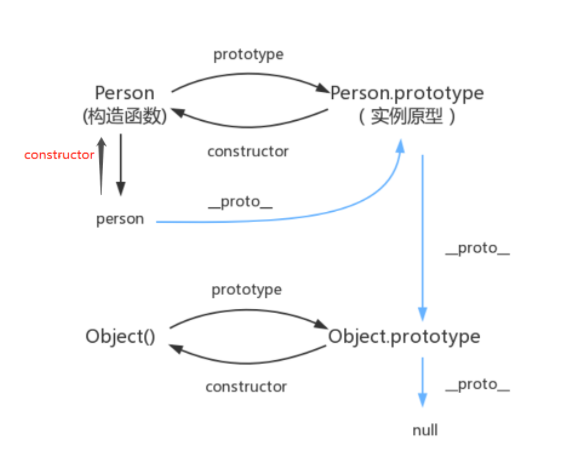 prototype
Person
(构造函数)
Person.prototype
(实例原型)
constructor
constructor
person
__proto__
__proto__
prototype
Object()
Object.prototype
constructor
__proto__
null